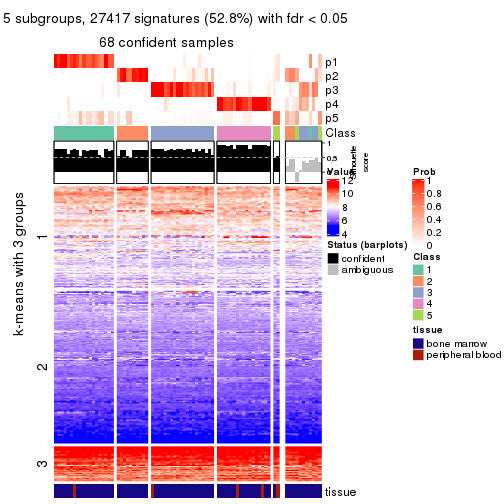 5 subgroups, 27417 signatures (52.8%) with fdr < 0.05
68 confident samples
p1
p2
p3
p4
p5
Class
1
0.5
0
Silhouette
score
k-means with 3 groups
1
2
3
Value
12
10
8
6
4
Status (barplots)
confident
ambiguous
Prob
1
0.8
0.6
0.4
0.2
0
Class
1
2
3
4
5
tissue
bone marrow
peripheral blood
tissue